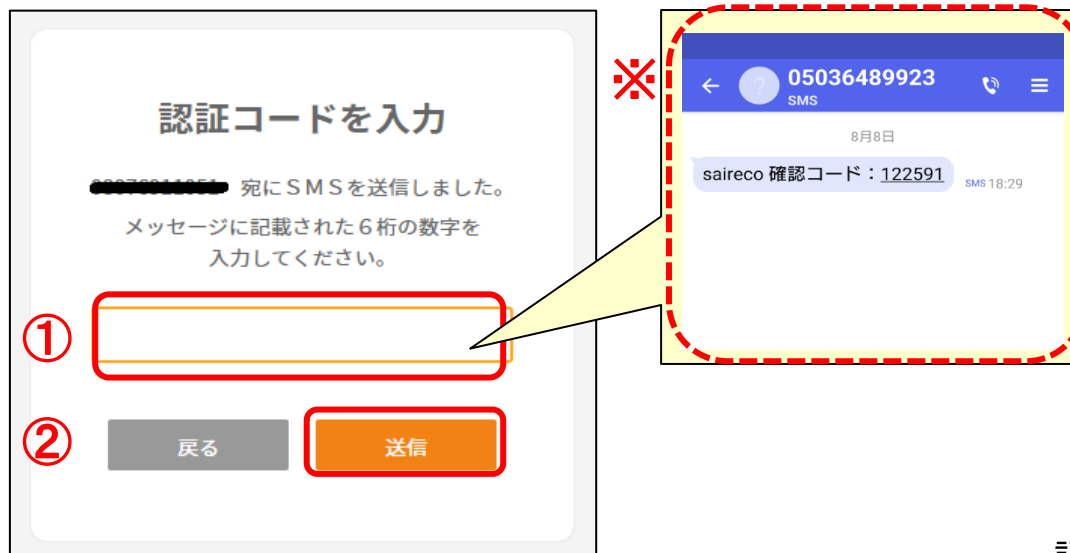 認証コードを入力
宛にSMSを送信しました。
メッセージに記載された6桁の数字を
入力してください。
①
②
戻る
送信
※
05036489923
SMS
8月8日
saireco 確認コード：122591
SMS 18:29